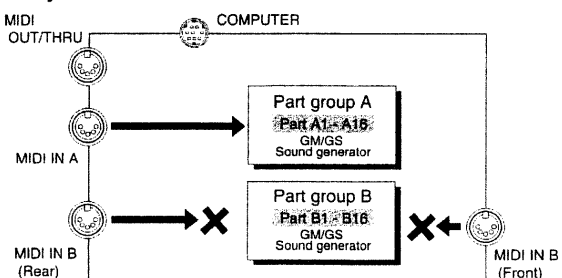 MIDI
OUT/THRU
COMPUTER
Part group A
Part A1 - A16
GM/GS
Sound generator
MIDI IN A
Part group B
Part B1 - B16
GM/GS
Sound generator
MIDI IN B
(Rear)
MIDI IN B
(Front)